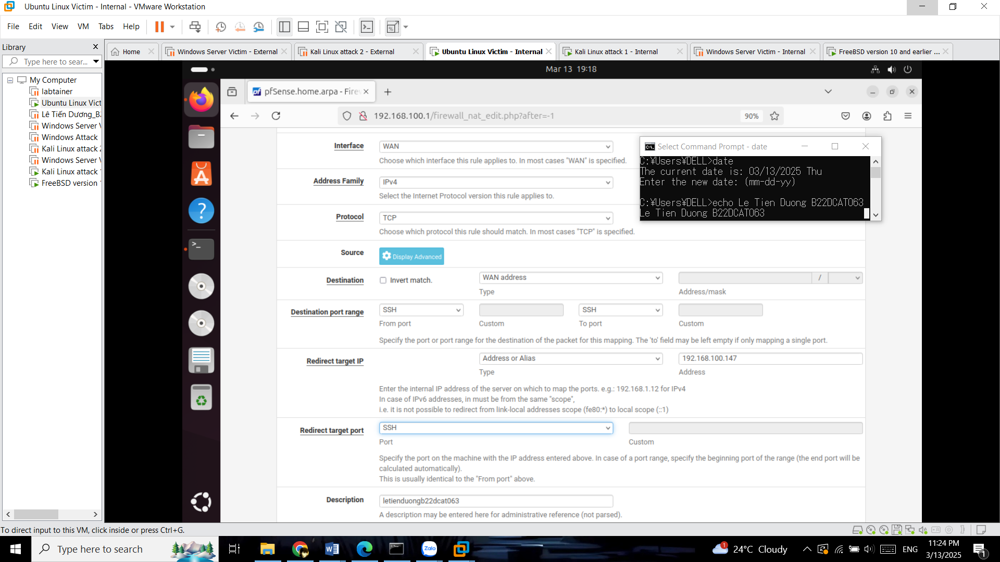 Ubuntu Linux Victim - Internal - VMware Workstation
File Edit View VM Tabs Help
Library
Type here to sear...
Home
Windows Server Victim - External
Kali Linux attack 2 - External
Ubuntu Linux Victim - Internal
Kali Linux attack 1 - Internal
Windows Server Victim - Internal
FreeBSD version 10 and earlier ...
My Computer
labtainer
Ubuntu Linux Vict
Lê Tiến Dương_B2
Windows Server V
Windows Attack
Kali Linux attack 2
Windows Server V
Kali Linux attack 1
FreeBSD version 1
Mar 13 19:18
pfSense.home.arpa - Firew
192.168.100.1/firewall_nat_edit.php?after=-1
90%
Interface
WAN
Choose which interface this rule applies to. In most cases "WAN" is specified.
Address Family
IPv4
Select the Internet Protocol version this rule applies to.
Protocol
TCP
Choose which protocol this rule should match. In most cases "TCP" is specified.
Source
Display Advanced
Destination
Invert match.
WAN address
/
Type
Address/mask
Destination port range
SSH
SSH
From port
Custom
To port
Custom
Specify the port or port range for the destination of the packet for this mapping. The 'to' field may be left empty if only mapping a single port.
Redirect target IP
Address or Alias
192.168.100.147
Type
Address
Enter the internal IP address of the server on which to map the ports. e.g.: 192.168.1.12 for IPv4
In case of IPv6 addresses, in must be from the same "scope",
i.e. it is not possible to redirect from link-local addresses scope (fe80:*) to local scope (::1)
Redirect target port
SSH
Port
Custom
Specify the port on the machine with the IP address entered above. In case of a port range, specify the beginning port of the range (the end port will be
calculated automatically).
This is usually identical to the "From port" above.
Description
letienduongb22dcat063
A description may be entered here for administrative reference (not parsed).
Select Command Prompt - date
C:¥Users¥DELL>date
The current date is: 03/13/2025 Thu
Enter the new date: (mm-dd-yy)
C:¥Users¥DELL>echo Le Tien Duong B22DCAT063
Le Tien Duong B22DCAT063
To direct input to this VM, click inside or press Ctrl+G.
Type here to search
Zalo
1
24°C Cloudy
ENG
11:24 PM
3/13/2025
1